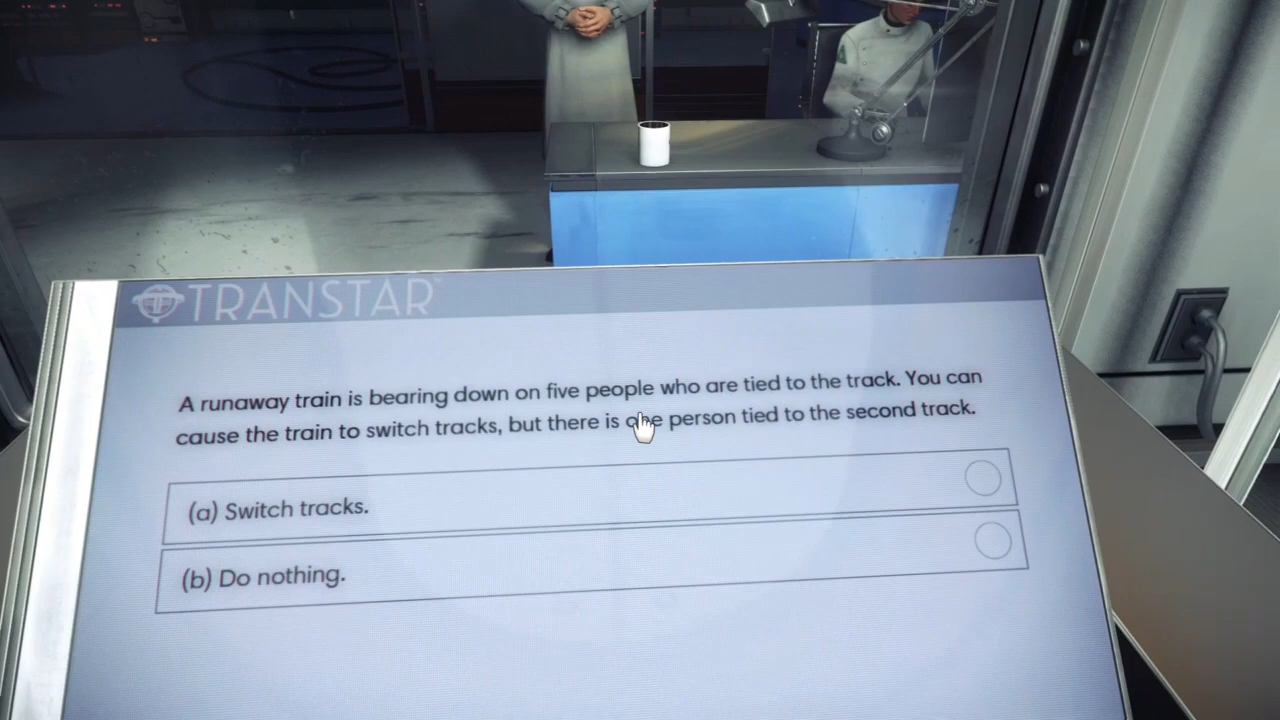 TRANSTAR
A runaway train is bearing down on five people who are tied to the track. You can
cause the train to switch tracks, but there is one person tied to the second track.
(a) Switch tracks.
(b) Do nothing.